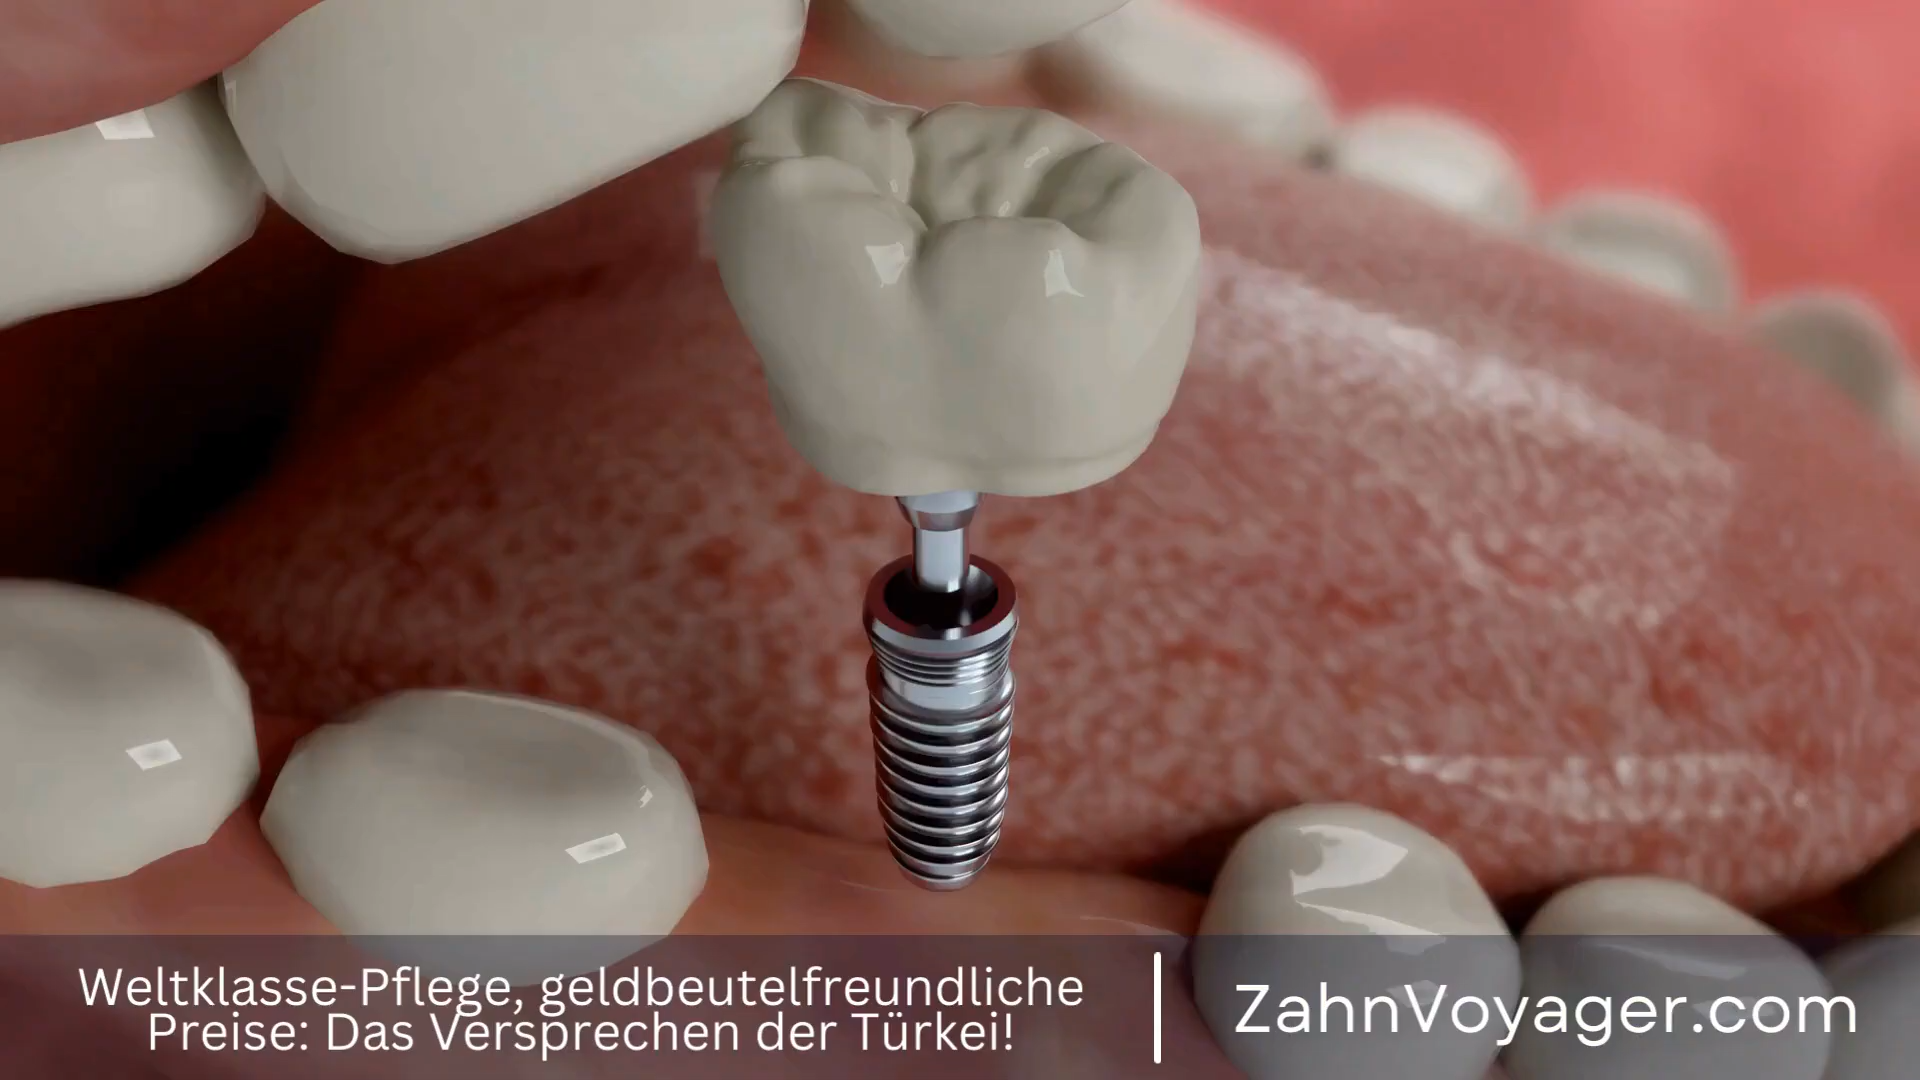 Weltklasse-Pflege, geldbeutelfreundliche
Preise: Das Versprechen der Türkei!
ZahnVoyager.com